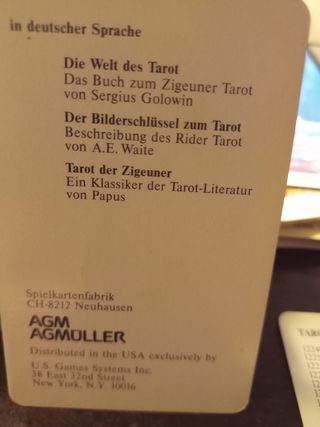 in deutscher Sprache
Die Welt des Tarot
Das Buch zum Zigeuner Tarot
von Sergius Golowin
Der Bilderschlüssel zum Tarot
Beschreibung des Rider Tarot
von A.E. Waite
Tarot der Zigeuner
Ein Klassiker der Tarot-Literatur
von Papus
Spielkartenfabrik
CH-8212 Neuhausen
AGM
AGMÜLLER
Distributed in the USA exclusively by
U.S. Games Systems Inc.
38 East 32nd Street
New York, N.Y. 10016